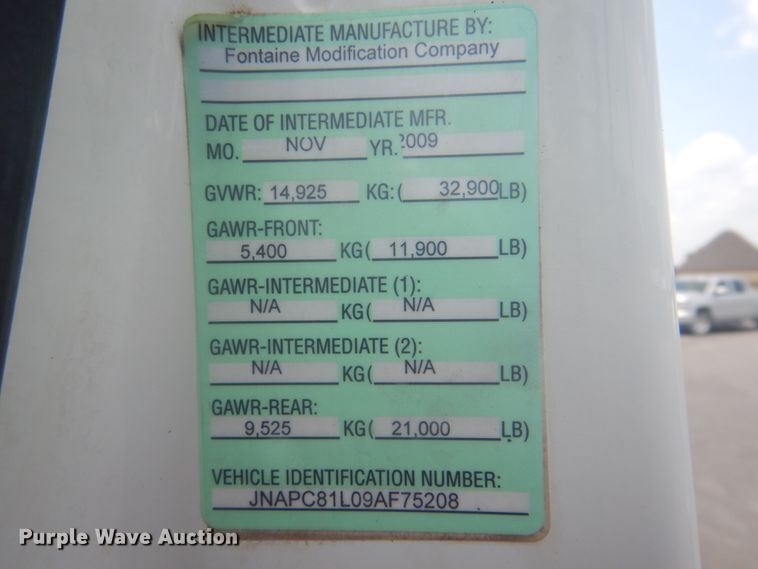 INTERMEDIATE MANUFACTURE BY:
Fontaine Modification Company
DATE OF INTERMEDIATE MFR.
MO. NOV YR. 2009
GVWR: 14,925 KG: ( 32,900 LB)
GAWR-FRONT:
5,400 KG ( 11,900 LB)
GAWR-INTERMEDIATE (1):
N/A KG ( N/A LB)
GAWR-INTERMEDIATE (2):
N/A KG ( N/A LB)
GAWR-REAR:
9,525 KG ( 21,000 LB)
VEHICLE IDENTIFICATION NUMBER:
JNAPC81L09AF75208
Purple Wave Auction